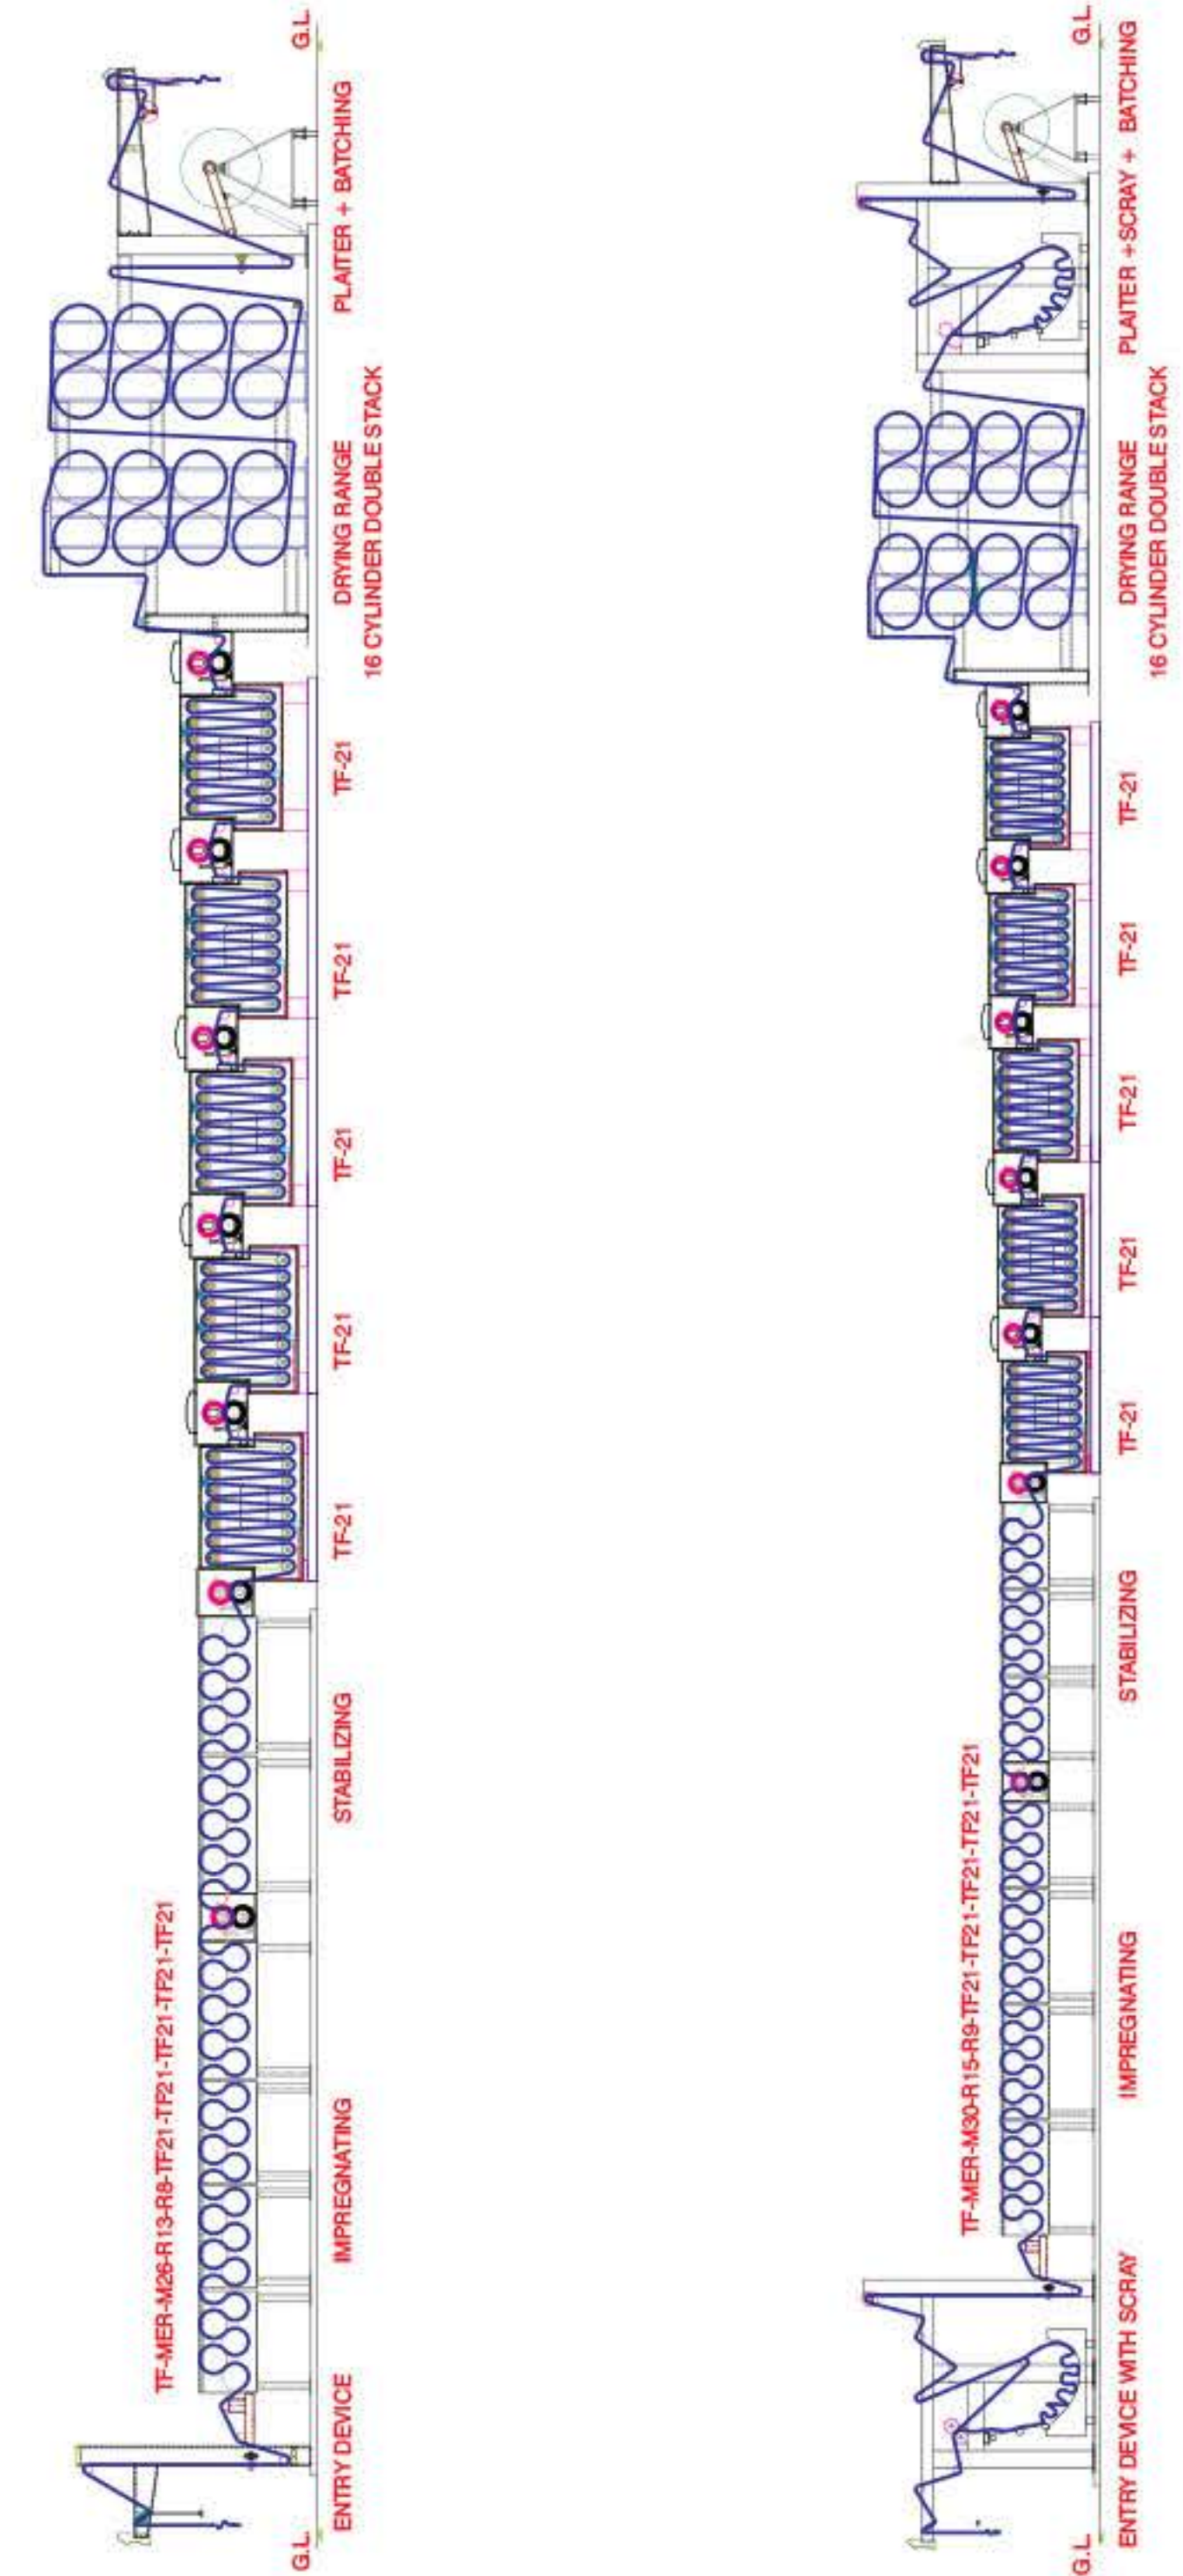 TF-MER-M26-R13-R8-TF21-TF21-TF21-TF21-TF21
G.L.
G.L.
ENTRY DEVICE
IMPREGNATING
STABILIZING
TF-21
TF-21
TF-21
TF-21
TF-21
DRYING RANGE
16 CYLINDER DOUBLE STACK
PLAITER + BATCHING
TF-MER-M30-R15-R9-TF21-TF21-TF21-TF21-TF21
G.L.
G.L.
ENTRY DEVICE WITH SCRAY
IMPREGNATING
STABILIZING
TF-21
TF-21
TF-21
TF-21
TF-21
DRYING RANGE
16 CYLINDER DOUBLE STACK
PLAITER +SCRAY + BATCHING